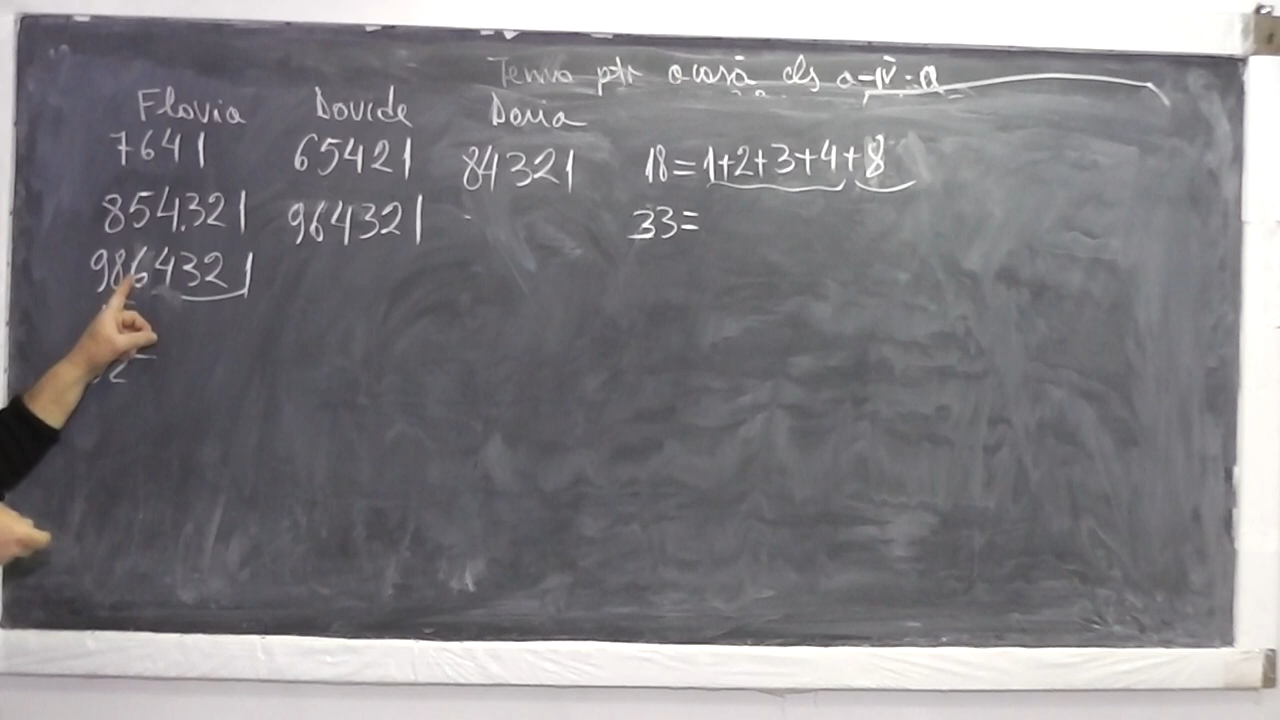 Tema ptr acasă cls a-IV-a
Flavia Davide Daria
7641 65421 84321 18=1+2+3+4+8
854321 964321 33=
9864321